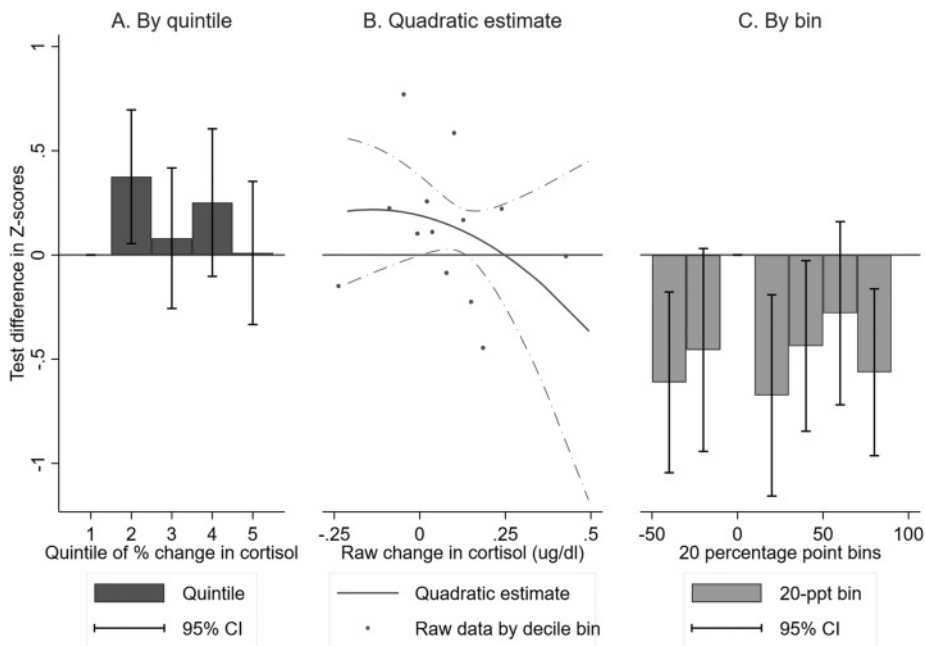 A. By quintile
B. Quadratic estimate
C. By bin
Test difference in Z-scores
1
.5
0
-.5
-1
1 2 3 4 5
Quintile of % change in cortisol
-.25 0 .25 .5
Raw change in cortisol (ug/dl)
-50 0 50 100
20 percentage point bins
Quintile
95% CI
Quadratic estimate
Raw data by decile bin
20-ppt bin
95% CI